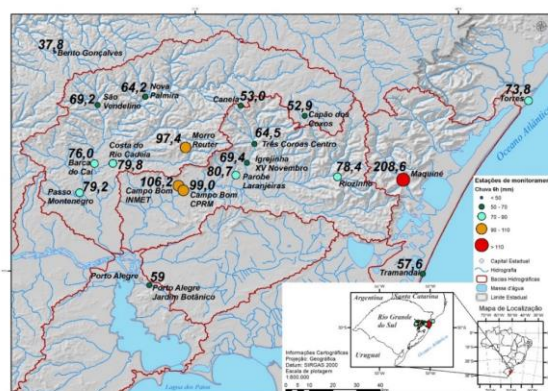 37,8
Bento Gonçalves
64,2
Nova
Palmira
69,2
São
Vendelino
53,0
Canela
52,9
Capão dos
Coxos
73,8
Torres
Oceano Atlântico
97,4
Morro
Reuter
64,5
Três Coroas Centro
76,0
Barca
do Caí
Costa do
Rio Cadeia
79,8
69,4
Igrejinha
XV Novembro
80,7
Parobé
Laranjeiras
78,4
Riozinho
208,6
Maquiné
79,2
Passo
Montenegro
106,2
Campo Bom
INMET
99,0
Campo Bom
CPRM
57,6
Tramandaí
Porto Alegre
59
Porto Alegre
Jardim Botânico
Lagoa dos Patos
Estações de monitoramento
Chuva 6h (mm)
< 50
50 - 70
70 - 90
90 - 110
> 110
Capital Estadual
Hidrografia
Bacias Hidrográficas
Massa d'água
Limite Estadual
Informações Cartográficas
Projeção: Geográfica
Datum: SIRGAS 2000
Escala de plotagem
Argentina
Santa Catarina
Rio Grande
do Sul
Uruguai
Mapa de Localização